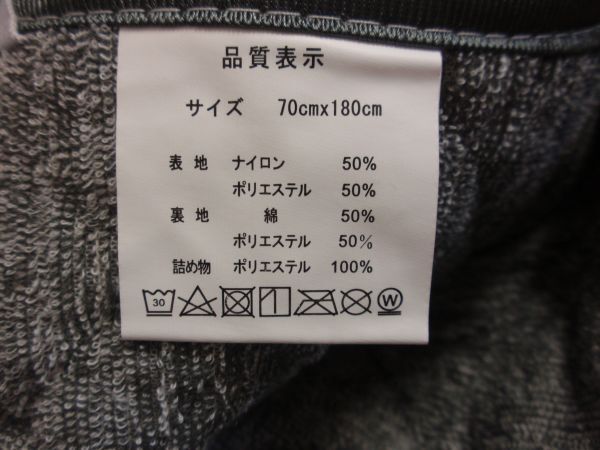 品質表示
サイズ 70cmx180cm
表地 ナイロン 50%
ポリエステル 50%
裏地 綿 50%
ポリエステル 50%
詰め物 ポリエステル 100%
30 W